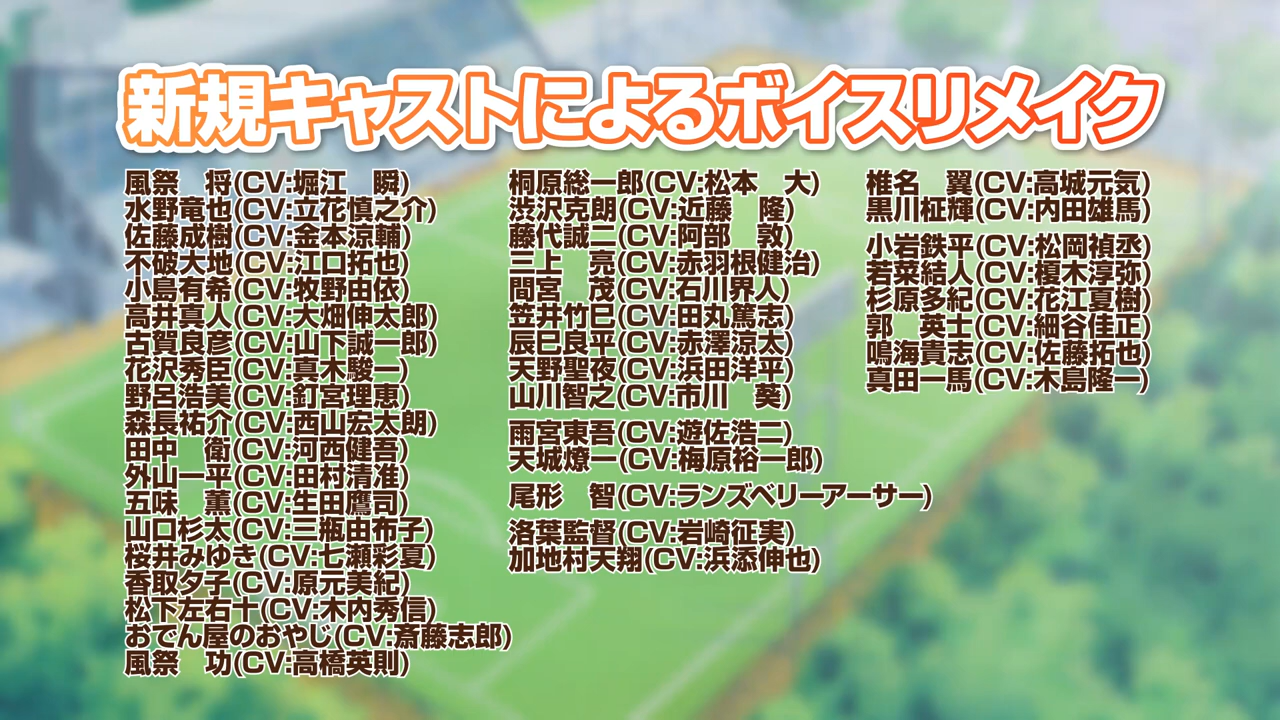 新規キャストによるボイスリメイク
風祭　将(CV:堀江　瞬)
水野竜也(CV:立花慎之介)
佐藤成樹(CV:金本涼輔)
不破大地(CV:江口拓也)
小島有希(CV:牧野由依)
高井真人(CV:大畑伸太郎)
古賀良彦(CV:山下誠一郎)
花沢秀臣(CV:真木駿一)
野呂浩美(CV:釘宮理恵)
森長祐介(CV:西山宏太朗)
田中　衛(CV:河西健吾)
外山一平(CV:田村清准)
五味　薫(CV:生田鷹司)
山口杉太(CV:三瓶由布子)
桜井みゆき(CV:七瀬彩夏)
香取夕子(CV:原元美紀)
松下左右十(CV:木内秀信)
おでん屋のおやじ(CV:斎藤志郎)
風祭　功(CV:高橋英則)
桐原総一郎(CV:松本　大)
渋沢克朗(CV:近藤　隆)
藤代誠二(CV:阿部　敦)
三上　亮(CV:赤羽根健治)
間宮　茂(CV:石川界人)
笠井竹巳(CV:田丸篤志)
辰巳良平(CV:赤澤涼太)
天野聖夜(CV:浜田洋平)
山川智之(CV:市川　葵)
雨宮東吾(CV:遊佐浩二)
天城燎一(CV:梅原裕一郎)
尾形　智(CV:ランズベリーアーサー)
洛葉監督(CV:岩崎征実)
加地村天翔(CV:浜添伸也)
椎名　翼(CV:高城元気)
黒川柾輝(CV:内田雄馬)
小岩鉄平(CV:松岡禎丞)
若菜結人(CV:榎木淳弥)
杉原多紀(CV:花江夏樹)
郭　英士(CV:細谷佳正)
鳴海貴志(CV:佐藤拓也)
真田一馬(CV:木島隆一)